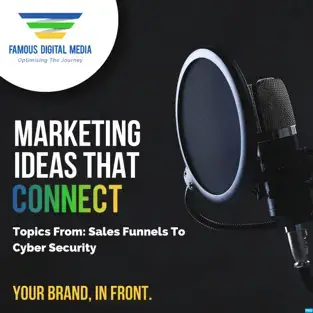 FAMOUS DIGITAL MEDIA
Optimising The Journey
MARKETING
IDEAS THAT
CONNECT
Topics From: Sales Funnels To
Cyber Security
YOUR BRAND, IN FRONT.